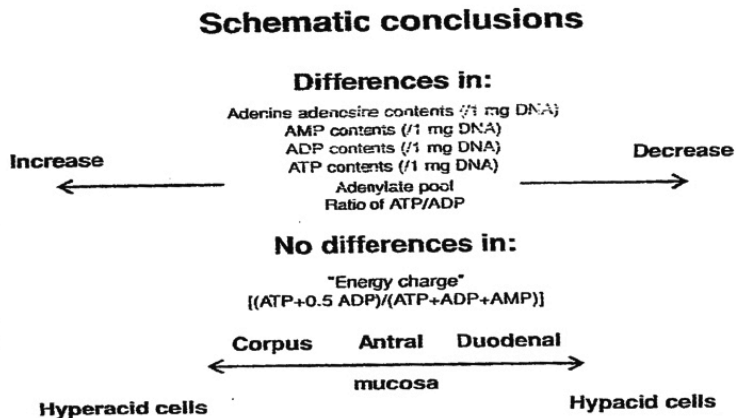 Schematic conclusions
Differences in:
Adenine adenosine contents (/1 mg DNA)
AMP contents (/1 mg DNA)
ADP contents (/1 mg DNA)
ATP contents (/1 mg DNA)
Adenylate pool
Ratio of ATP/ADP
Increase
Decrease
No differences in:
"Energy charge"
[(ATP+0.5 ADP)/(ATP+ADP+AMP)]
Corpus Antral Duodenal
mucosa
Hyperacid cells
Hypacid cells